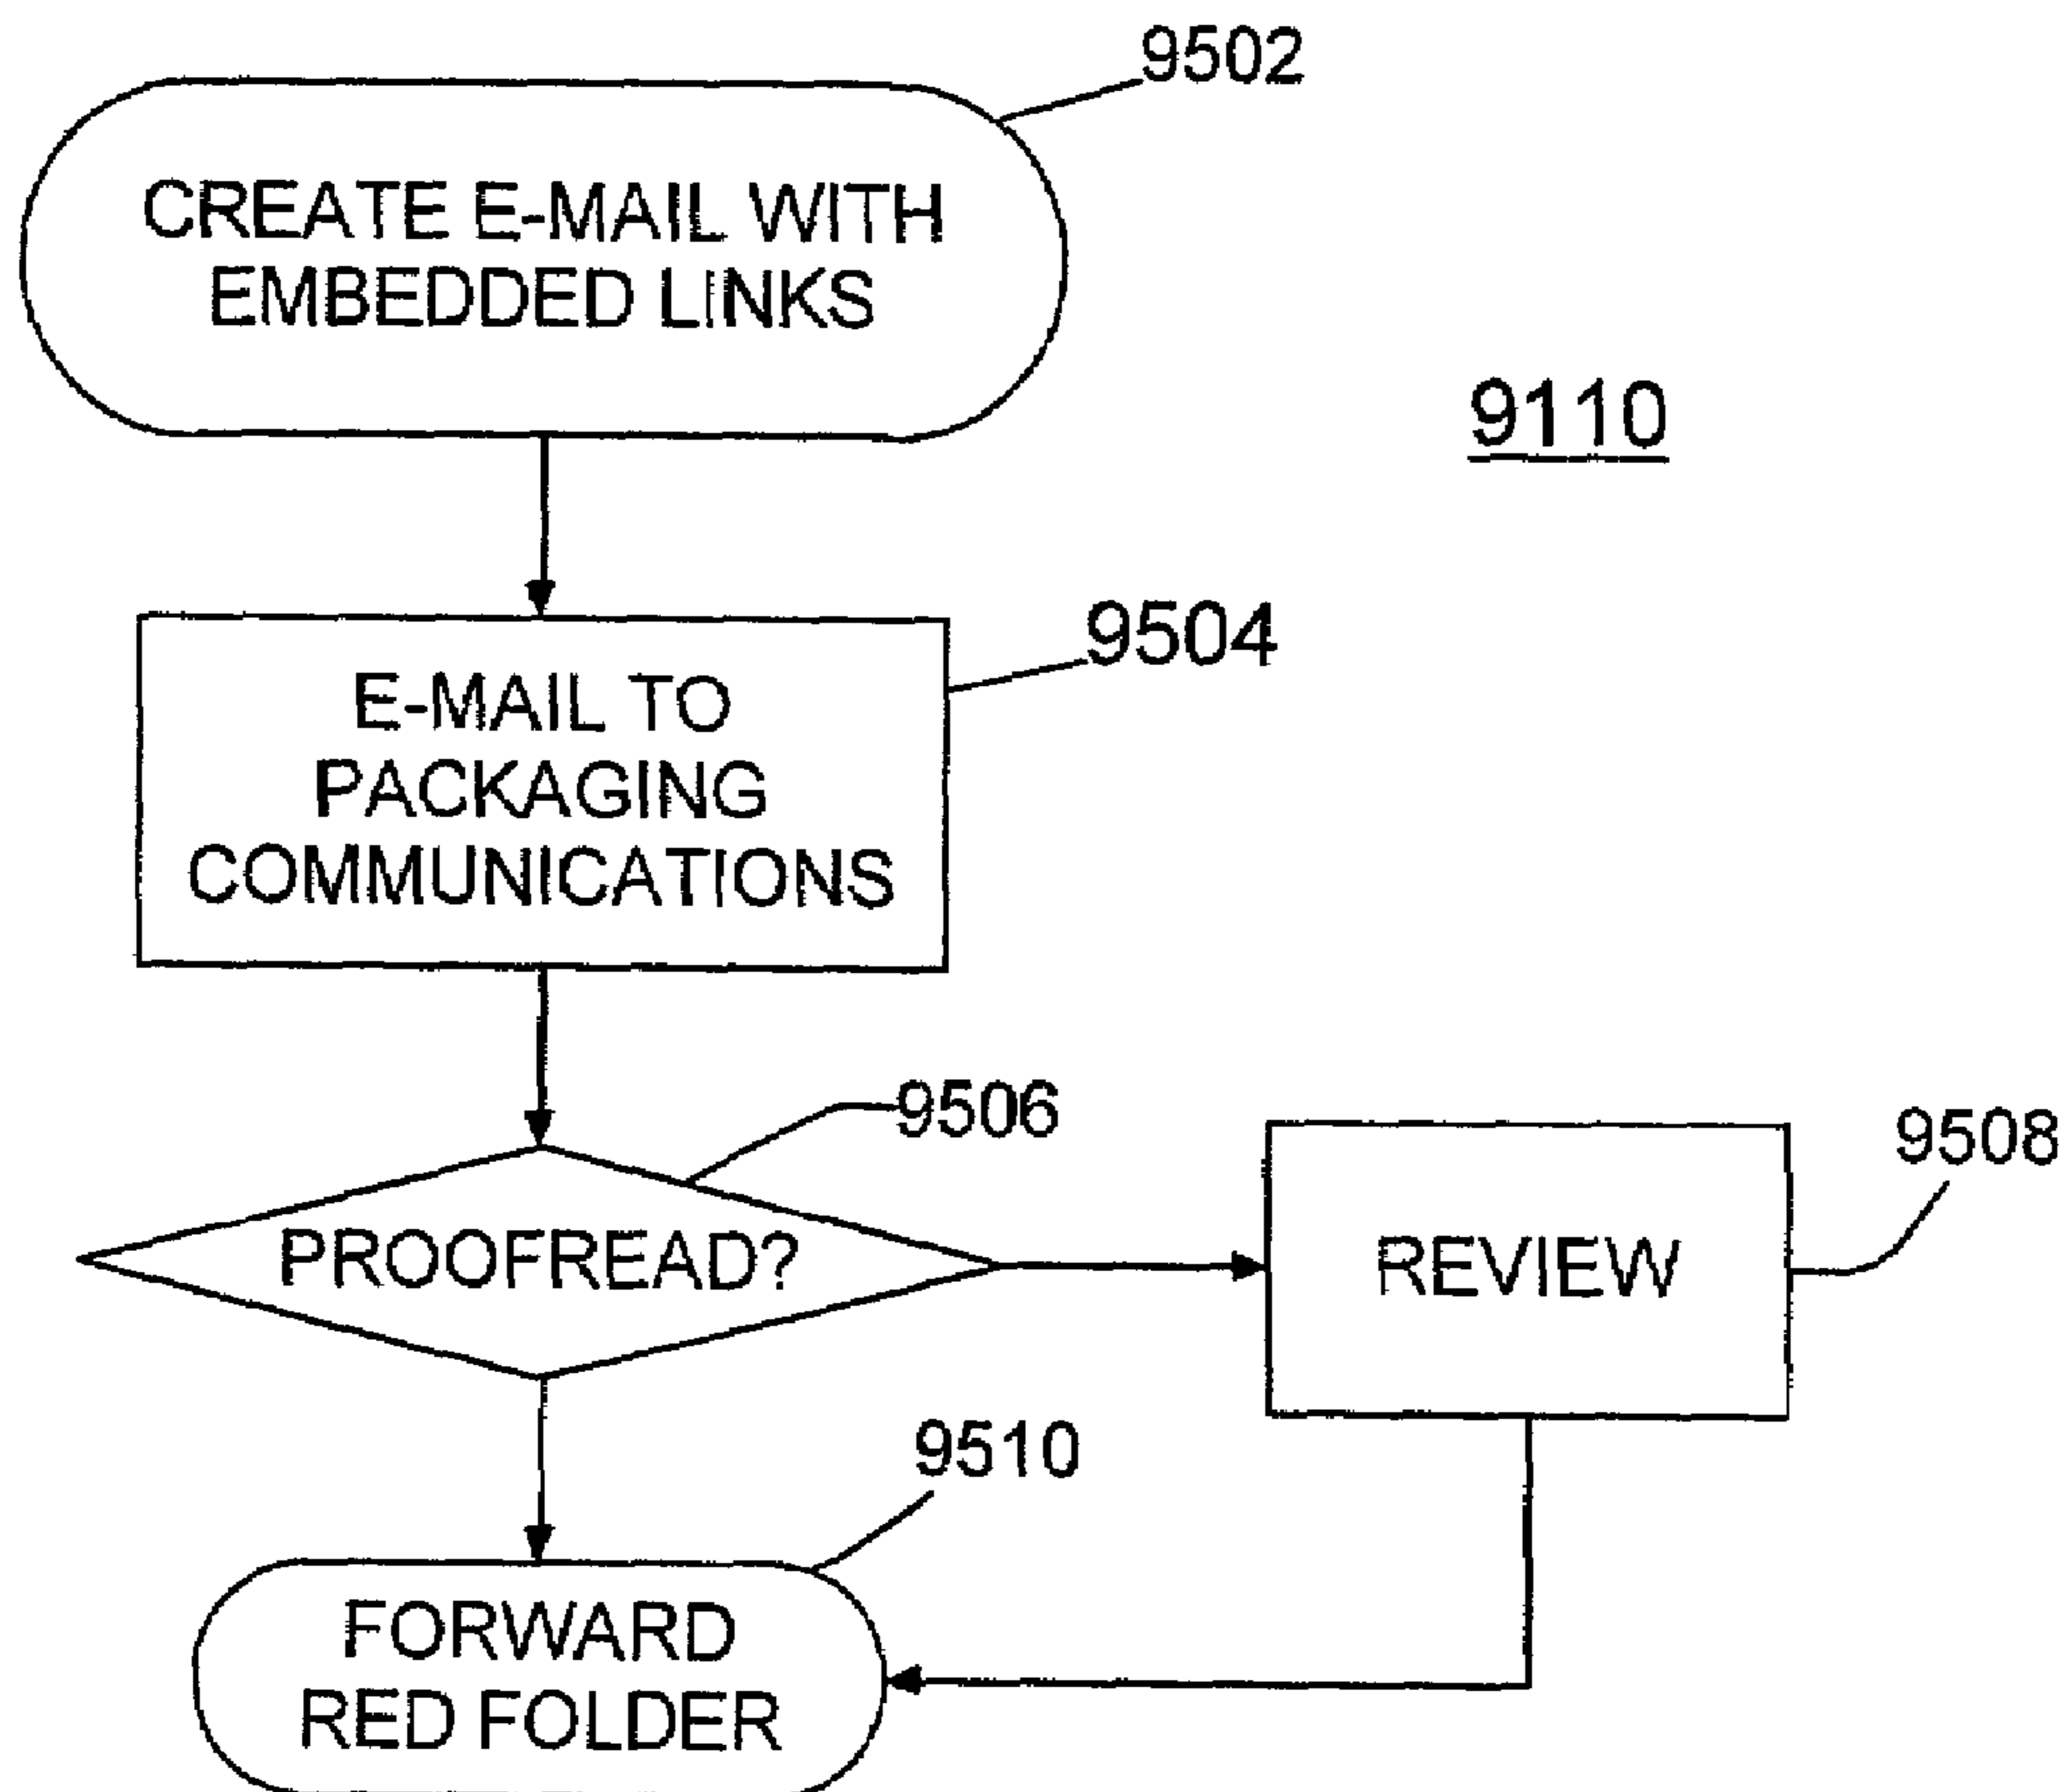 9502
CREATE E-MAIL WITH
EMBEDDED LINKS
9110
9504
E-MAIL TO
PACKAGING
COMMUNICATIONS
9506
PROOFREAD?
9508
REVIEW
9510
FORWARD
RED FOLDER